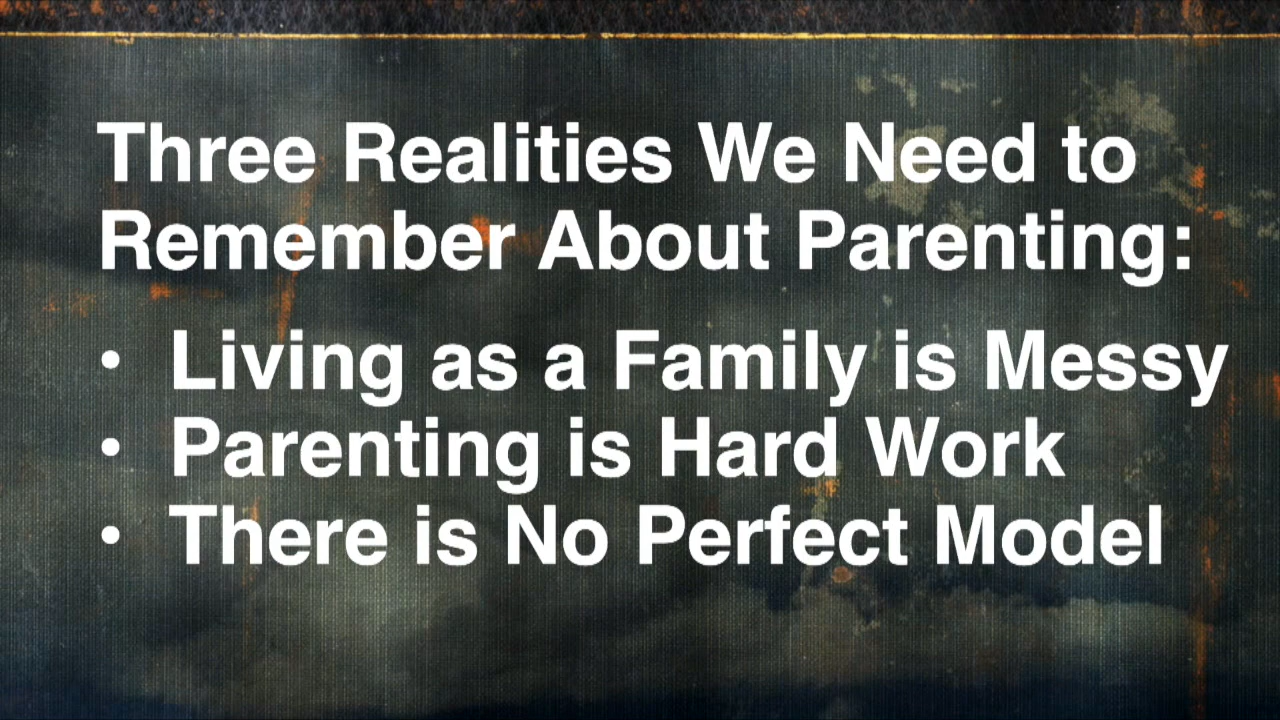 Three Realities We Need to
Remember About Parenting:
• Living as a Family is Messy
• Parenting is Hard Work
• There is No Perfect Model